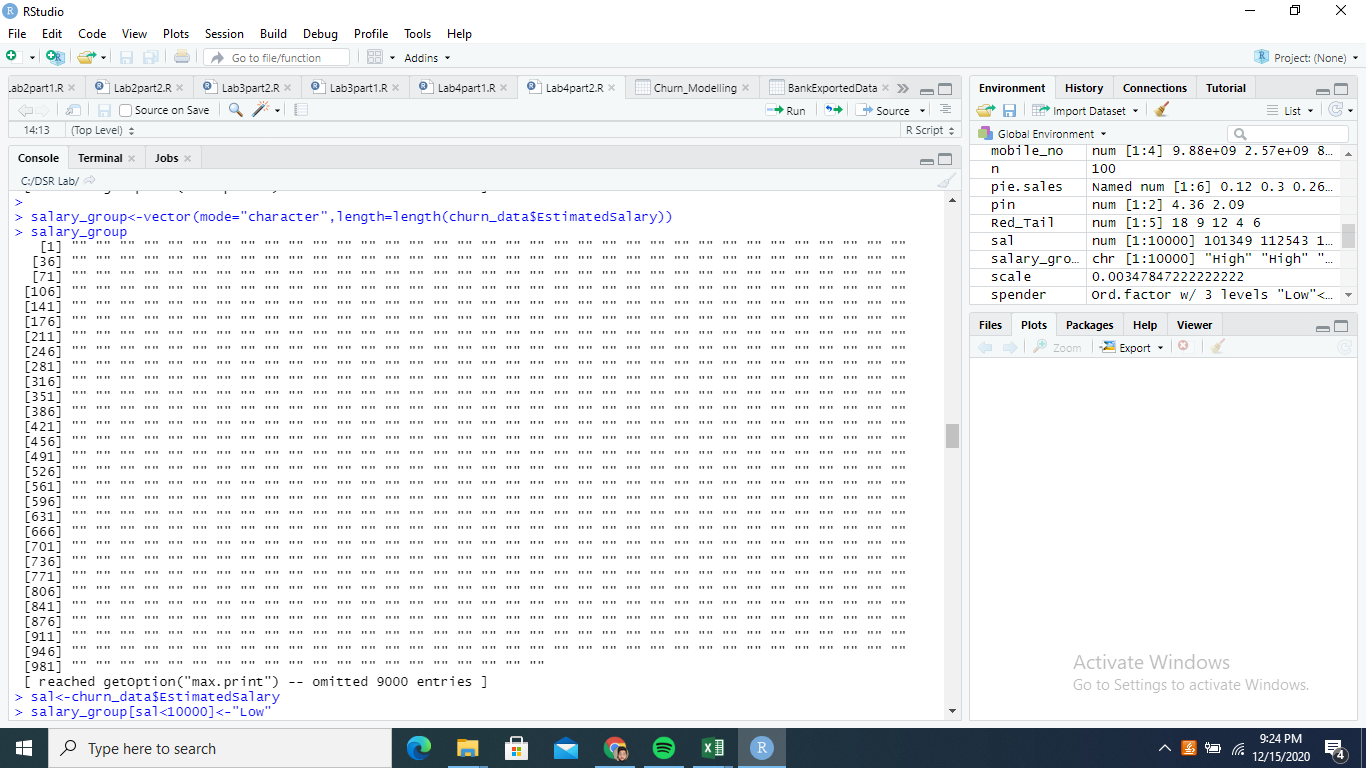 RStudio
File Edit Code View Plots Session Build Debug Profile Tools Help
Go to file/function Addins Project: (None)
Lab2part1.R Lab2part2.R Lab3part2.R Lab3part1.R Lab4part1.R Lab4part2.R Churn_Modelling BankExportedData
Source on Save Run Source
14:13 (Top Level) R Script
Console Terminal Jobs
C:/DSR Lab/
>
> salary_group<-vector(mode="character",length=length(churn_data$EstimatedSalary))
> salary_group
[1] "" "" "" "" "" "" "" "" "" "" "" "" "" "" "" "" "" "" "" "" "" "" "" "" "" "" "" "" "" "" "" "" "" "" ""
[36] "" "" "" "" "" "" "" "" "" "" "" "" "" "" "" "" "" "" "" "" "" "" "" "" "" "" "" "" "" "" "" "" "" "" ""
[71] "" "" "" "" "" "" "" "" "" "" "" "" "" "" "" "" "" "" "" "" "" "" "" "" "" "" "" "" "" "" "" "" "" "" ""
[106] "" "" "" "" "" "" "" "" "" "" "" "" "" "" "" "" "" "" "" "" "" "" "" "" "" "" "" "" "" "" "" "" "" "" ""
[141] "" "" "" "" "" "" "" "" "" "" "" "" "" "" "" "" "" "" "" "" "" "" "" "" "" "" "" "" "" "" "" "" "" "" ""
[176] "" "" "" "" "" "" "" "" "" "" "" "" "" "" "" "" "" "" "" "" "" "" "" "" "" "" "" "" "" "" "" "" "" "" ""
[211] "" "" "" "" "" "" "" "" "" "" "" "" "" "" "" "" "" "" "" "" "" "" "" "" "" "" "" "" "" "" "" "" "" "" ""
[246] "" "" "" "" "" "" "" "" "" "" "" "" "" "" "" "" "" "" "" "" "" "" "" "" "" "" "" "" "" "" "" "" "" "" ""
[281] "" "" "" "" "" "" "" "" "" "" "" "" "" "" "" "" "" "" "" "" "" "" "" "" "" "" "" "" "" "" "" "" "" "" ""
[316] "" "" "" "" "" "" "" "" "" "" "" "" "" "" "" "" "" "" "" "" "" "" "" "" "" "" "" "" "" "" "" "" "" "" ""
[351] "" "" "" "" "" "" "" "" "" "" "" "" "" "" "" "" "" "" "" "" "" "" "" "" "" "" "" "" "" "" "" "" "" "" ""
[386] "" "" "" "" "" "" "" "" "" "" "" "" "" "" "" "" "" "" "" "" "" "" "" "" "" "" "" "" "" "" "" "" "" "" ""
[421] "" "" "" "" "" "" "" "" "" "" "" "" "" "" "" "" "" "" "" "" "" "" "" "" "" "" "" "" "" "" "" "" "" "" ""
[456] "" "" "" "" "" "" "" "" "" "" "" "" "" "" "" "" "" "" "" "" "" "" "" "" "" "" "" "" "" "" "" "" "" "" ""
[491] "" "" "" "" "" "" "" "" "" "" "" "" "" "" "" "" "" "" "" "" "" "" "" "" "" "" "" "" "" "" "" "" "" "" ""
[526] "" "" "" "" "" "" "" "" "" "" "" "" "" "" "" "" "" "" "" "" "" "" "" "" "" "" "" "" "" "" "" "" "" "" ""
[561] "" "" "" "" "" "" "" "" "" "" "" "" "" "" "" "" "" "" "" "" "" "" "" "" "" "" "" "" "" "" "" "" "" "" ""
[596] "" "" "" "" "" "" "" "" "" "" "" "" "" "" "" "" "" "" "" "" "" "" "" "" "" "" "" "" "" "" "" "" "" "" ""
[631] "" "" "" "" "" "" "" "" "" "" "" "" "" "" "" "" "" "" "" "" "" "" "" "" "" "" "" "" "" "" "" "" "" "" ""
[666] "" "" "" "" "" "" "" "" "" "" "" "" "" "" "" "" "" "" "" "" "" "" "" "" "" "" "" "" "" "" "" "" "" "" ""
[701] "" "" "" "" "" "" "" "" "" "" "" "" "" "" "" "" "" "" "" "" "" "" "" "" "" "" "" "" "" "" "" "" "" "" ""
[736] "" "" "" "" "" "" "" "" "" "" "" "" "" "" "" "" "" "" "" "" "" "" "" "" "" "" "" "" "" "" "" "" "" "" ""
[771] "" "" "" "" "" "" "" "" "" "" "" "" "" "" "" "" "" "" "" "" "" "" "" "" "" "" "" "" "" "" "" "" "" "" ""
[806] "" "" "" "" "" "" "" "" "" "" "" "" "" "" "" "" "" "" "" "" "" "" "" "" "" "" "" "" "" "" "" "" "" "" ""
[841] "" "" "" "" "" "" "" "" "" "" "" "" "" "" "" "" "" "" "" "" "" "" "" "" "" "" "" "" "" "" "" "" "" "" ""
[876] "" "" "" "" "" "" "" "" "" "" "" "" "" "" "" "" "" "" "" "" "" "" "" "" "" "" "" "" "" "" "" "" "" "" ""
[911] "" "" "" "" "" "" "" "" "" "" "" "" "" "" "" "" "" "" "" "" "" "" "" "" "" "" "" "" "" "" "" "" "" "" ""
[946] "" "" "" "" "" "" "" "" "" "" "" "" "" "" "" "" "" "" "" "" "" "" "" "" "" "" "" "" "" "" "" "" "" "" ""
[981] "" "" "" "" "" "" "" "" "" "" "" "" "" "" "" "" "" "" "" ""
[ reached getOption("max.print") -- omitted 9000 entries ]
> sal<-churn_data$EstimatedSalary
> salary_group[sal<10000]<-"Low"
Environment History Connections Tutorial
Import Dataset List
Global Environment
mobile_no num [1:4] 9.88e+09 2.57e+09 8…
n 100
pie.sales Named num [1:6] 0.12 0.3 0.26…
pin num [1:2] 4.36 2.09
Red_Tail num [1:5] 18 9 12 4 6
sal num [1:10000] 101349 112543 1…
salary_gro… chr [1:10000] "High" "High" "…
scale 0.00347847222222222
spender Ord.factor w/ 3 levels "Low"<…
Files Plots Packages Help Viewer
Zoom Export
Activate Windows
Go to Settings to activate Windows.
Type here to search
9:24 PM
12/15/2020
4